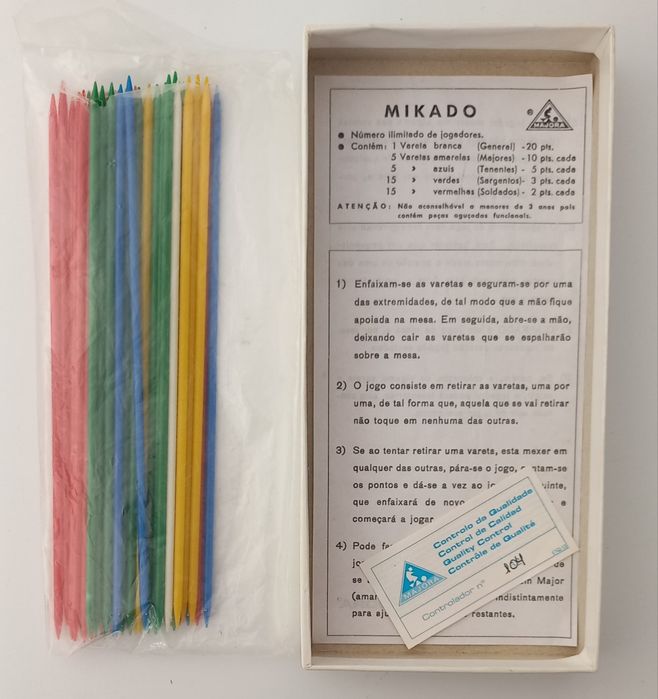 MIKADO
® MAJORA
● Número ilimitado de jogadores.
● Contém: 1 Vareta branca (General) - 20 pts.
5 Varetas amarelas (Majores) - 10 pts. cada
5 » azuis (Tenentes) - 5 pts. cada
15 » verdes (Sargentos) - 3 pts. cada
15 » vermelhas (Soldados) - 2 pts. cada
ATENÇÃO: Não aconselhável a menores de 3 anos pois
contém peças aguçadas funcionais.
1) Enfaixam-se as varetas e seguram-se por uma
das extremidades, de tal modo que a mão fique
apoiada na mesa. Em seguida, abre-se a mão,
deixando cair as varetas que se espalharão
sobre a mesa.
2) O jogo consiste em retirar as varetas, uma por
uma, de tal forma que, aquela que se vai retirar
não toque em nenhuma das outras.
3) Se ao tentar retirar uma vareta, esta mexer em
qualquer das outras, pára-se o jogo,
os pontos e dá-se a vez ao
que enfaixará de novo e
começará a jogar
4) Pode
se Major
indistintamente
para restantes.
Controlo da Qualidade
Control de Calidad
Quality Control
Contrôle de Qualité
MAJORA
Controlador nº 104